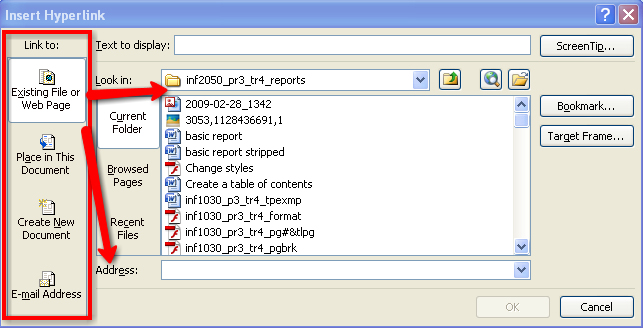 Insert Hyperlink
Link to:
Text to display:
ScreenTip...
Existing File or
Web Page
Look in:
inf2050_pr3_tr4_reports
Current
Folder
2009-02-28_1342
3053,1128436691,1
basic report
basic report stripped
Change styles
Create a table of contents
inf1030_p3_tr4_tpexmp
inf1030_pr3_tr4_format
inf1030_pr3_tr4_pg#&tlpg
inf1030_pr3_tr4_pgbrk
Bookmark...
Target Frame...
Place in This
Document
Browsed
Pages
Create New
Document
Recent
Files
E-mail Address
Address:
OK
Cancel